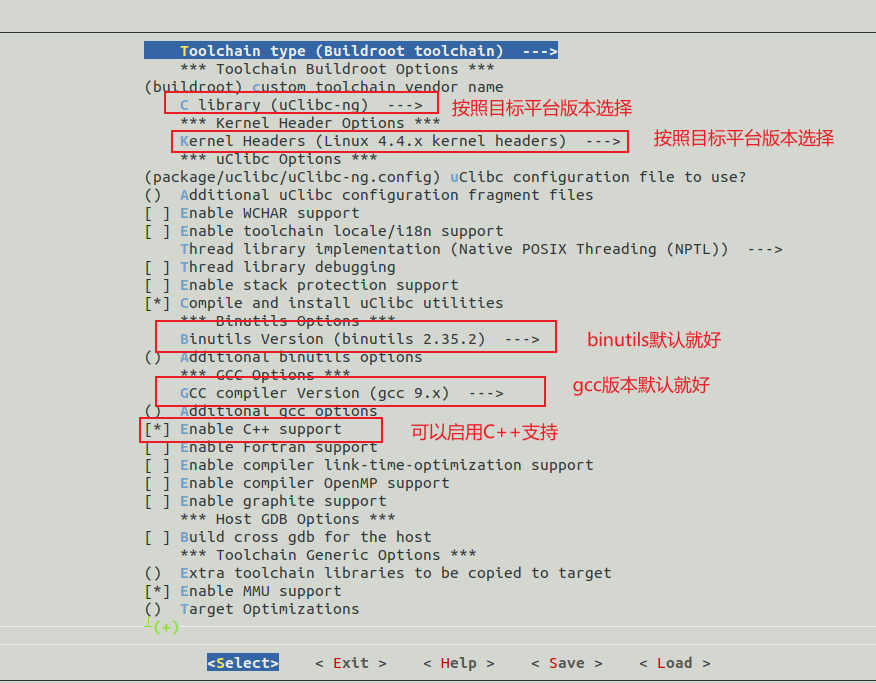 Toolchain type (Buildroot toolchain)  --->
*** Toolchain Buildroot Options ***
(buildroot) custom toolchain vendor name
C library (uClibc-ng)  --->
按照目标平台版本选择
*** Kernel Header Options ***
Kernel Headers (Linux 4.4.x kernel headers)  --->
按照目标平台版本选择
*** uClibc Options ***
(package/uclibc/uClibc-ng.config) uClibc configuration file to use?
()  Additional uClibc configuration fragment files
[ ] Enable WCHAR support
[ ] Enable toolchain locale/i18n support
Thread library implementation (Native POSIX Threading (NPTL))  --->
[ ] Thread library debugging
[ ] Enable stack protection support
[*] Compile and install uClibc utilities
*** Binutils Options ***
Binutils Version (binutils 2.35.2)  --->
binutils默认就好
()  Additional binutils options
*** GCC Options ***
GCC compiler Version (gcc 9.x)  --->
gcc版本默认就好
()  Additional gcc options
[*] Enable C++ support
可以启用C++支持
[ ] Enable Fortran support
[ ] Enable compiler link-time-optimization support
[ ] Enable compiler OpenMP support
[ ] Enable graphite support
*** Host GDB Options ***
[ ] Build cross gdb for the host
*** Toolchain Generic Options ***
()  Extra toolchain libraries to be copied to target
[*] Enable MMU support
()  Target Optimizations
┴(+)
<Select>    < Exit >    < Help >    < Save >    < Load >